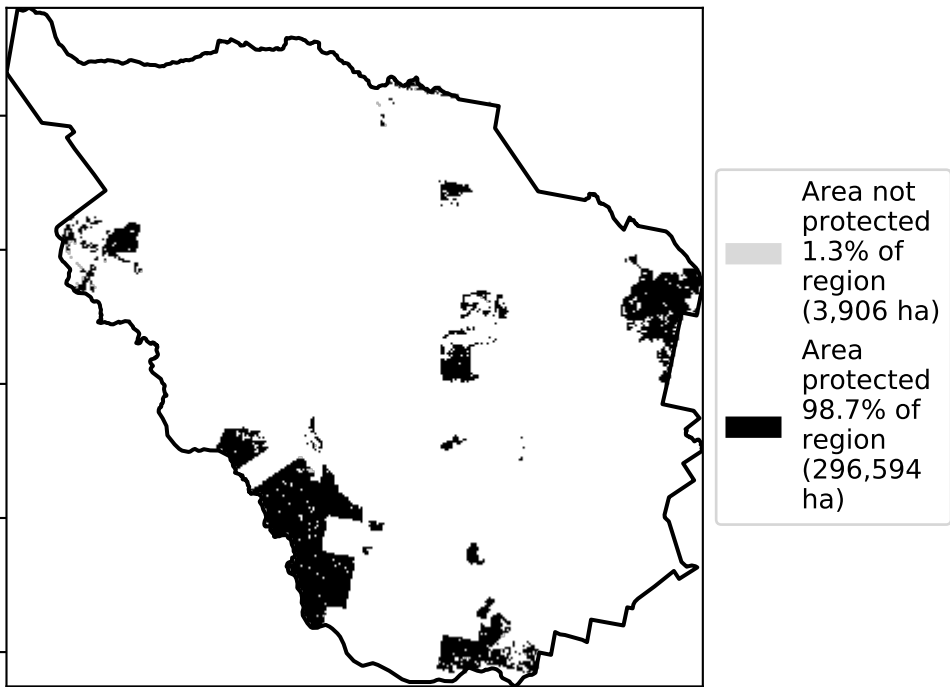 Area not
protected
1.3% of
region
(3,906 ha)
Area
protected
98.7% of
region
(296,594
ha)